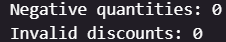 Negative quantities: 0
Invalid discounts: 0